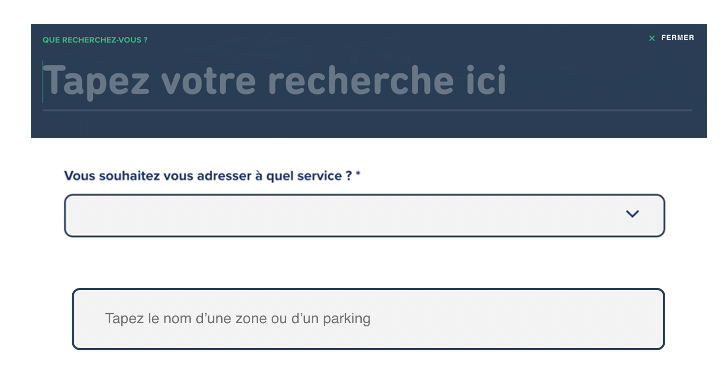 QUE RECHERCHEZ-VOUS ?
× FERMER
Tapez votre recherche ici
Vous souhaitez vous adresser à quel service ? *
Tapez le nom d'une zone ou d'un parking